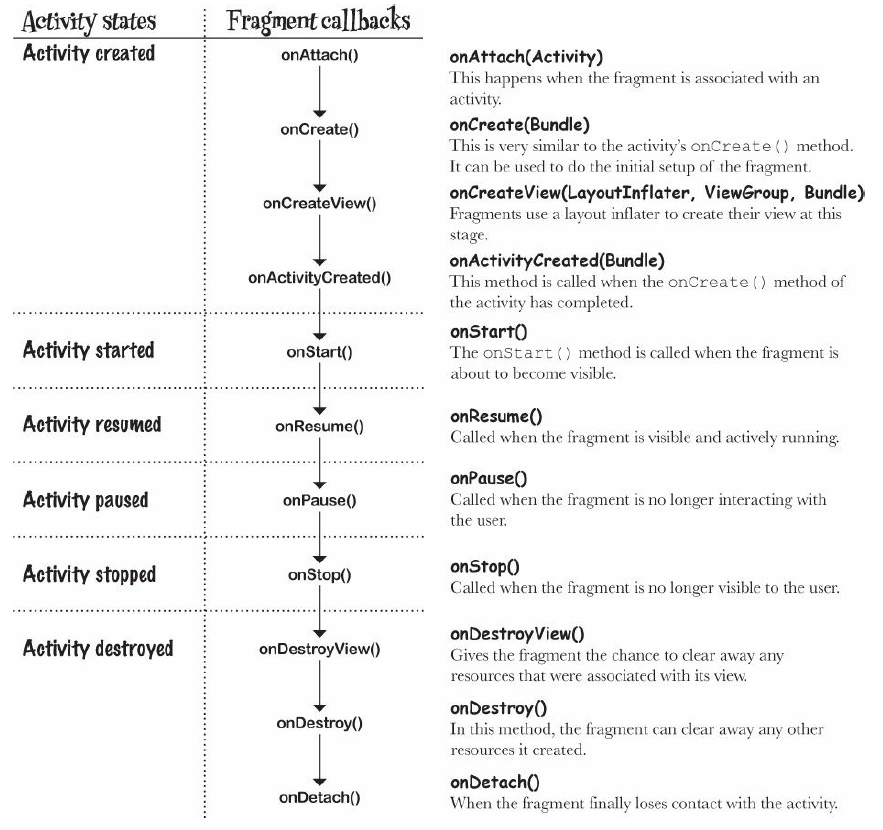 Activity states
Fragment callbacks
Activity created
onAttach()
onCreate()
onCreateView()
onActivityCreated()
Activity started
onStart()
Activity resumed
onResume()
Activity paused
onPause()
Activity stopped
onStop()
Activity destroyed
onDestroyView()
onDestroy()
onDetach()
onAttach(Activity)
This happens when the fragment is associated with an
activity.
onCreate(Bundle)
This is very similar to the activity's onCreate() method.
It can be used to do the initial setup of the fragment.
onCreateView(LayoutInflater, ViewGroup, Bundle)
Fragments use a layout inflater to create their view at this
stage.
onActivityCreated(Bundle)
This method is called when the onCreate() method of
the activity has completed.
onStart()
The onStart() method is called when the fragment is
about to become visible.
onResume()
Called when the fragment is visible and actively running.
onPause()
Called when the fragment is no longer interacting with
the user.
onStop()
Called when the fragment is no longer visible to the user.
onDestroyView()
Gives the fragment the chance to clear away any
resources that were associated with its view.
onDestroy()
In this method, the fragment can clear away any other
resources it created.
onDetach()
When the fragment finally loses contact with the activity.